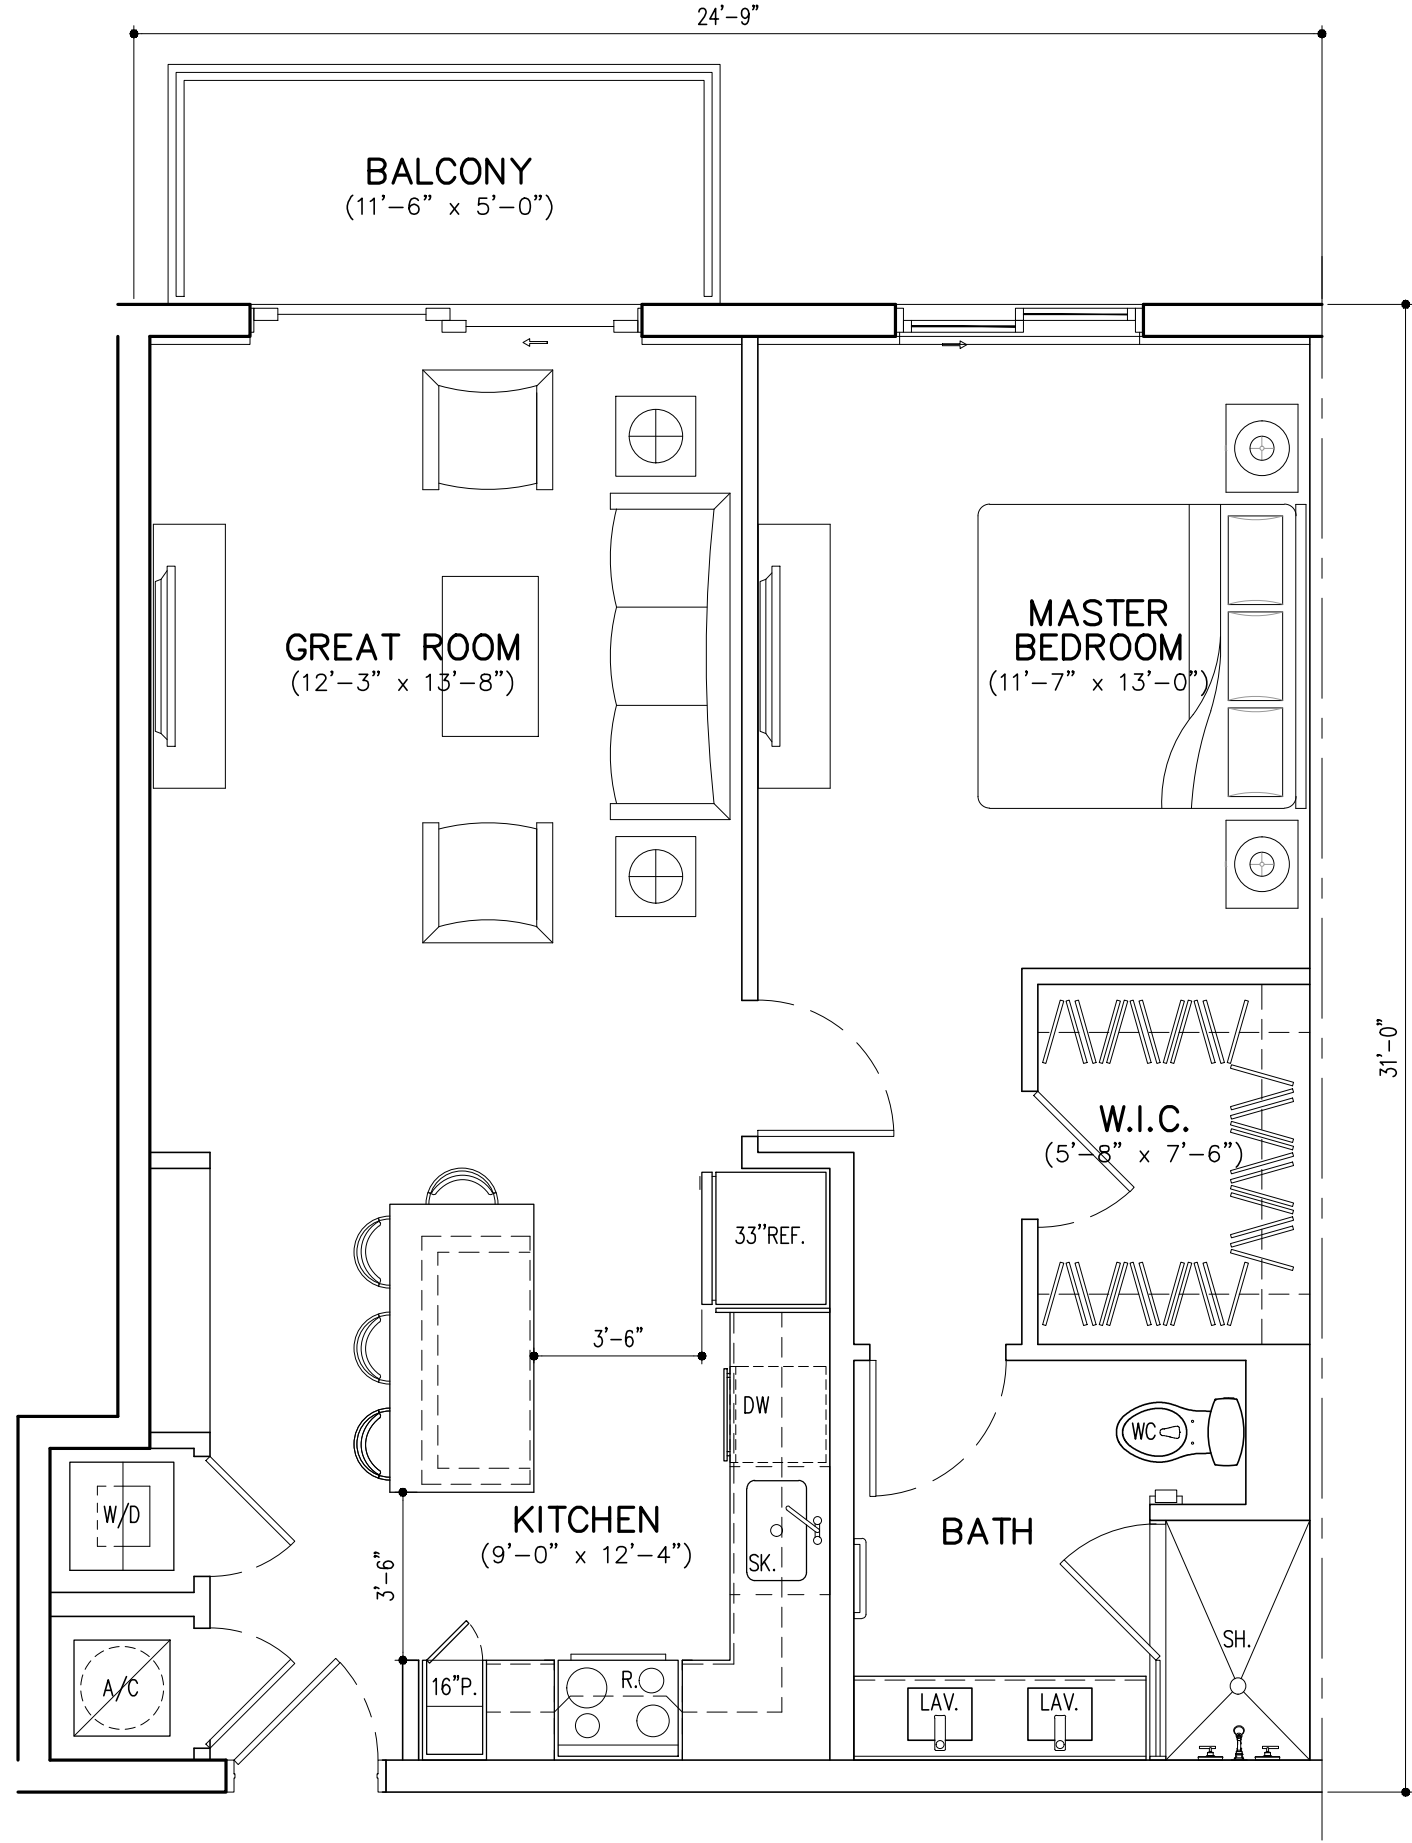 24'-9"
BALCONY
(11'-6" x 5'-0")
MASTER
BEDROOM
(11'-7" x 13'-0")
GREAT ROOM
(12'-3" x 13'-8")
31'-0"
W.I.C.
(5'-8" x 7'-6")
33"REF.
3'-6"
DW
WC
W/D
KITCHEN
(9'-0" x 12'-4")
BATH
SK.
3'-6"
SH.
A/C
16"P.
R.
LAV.
LAV.